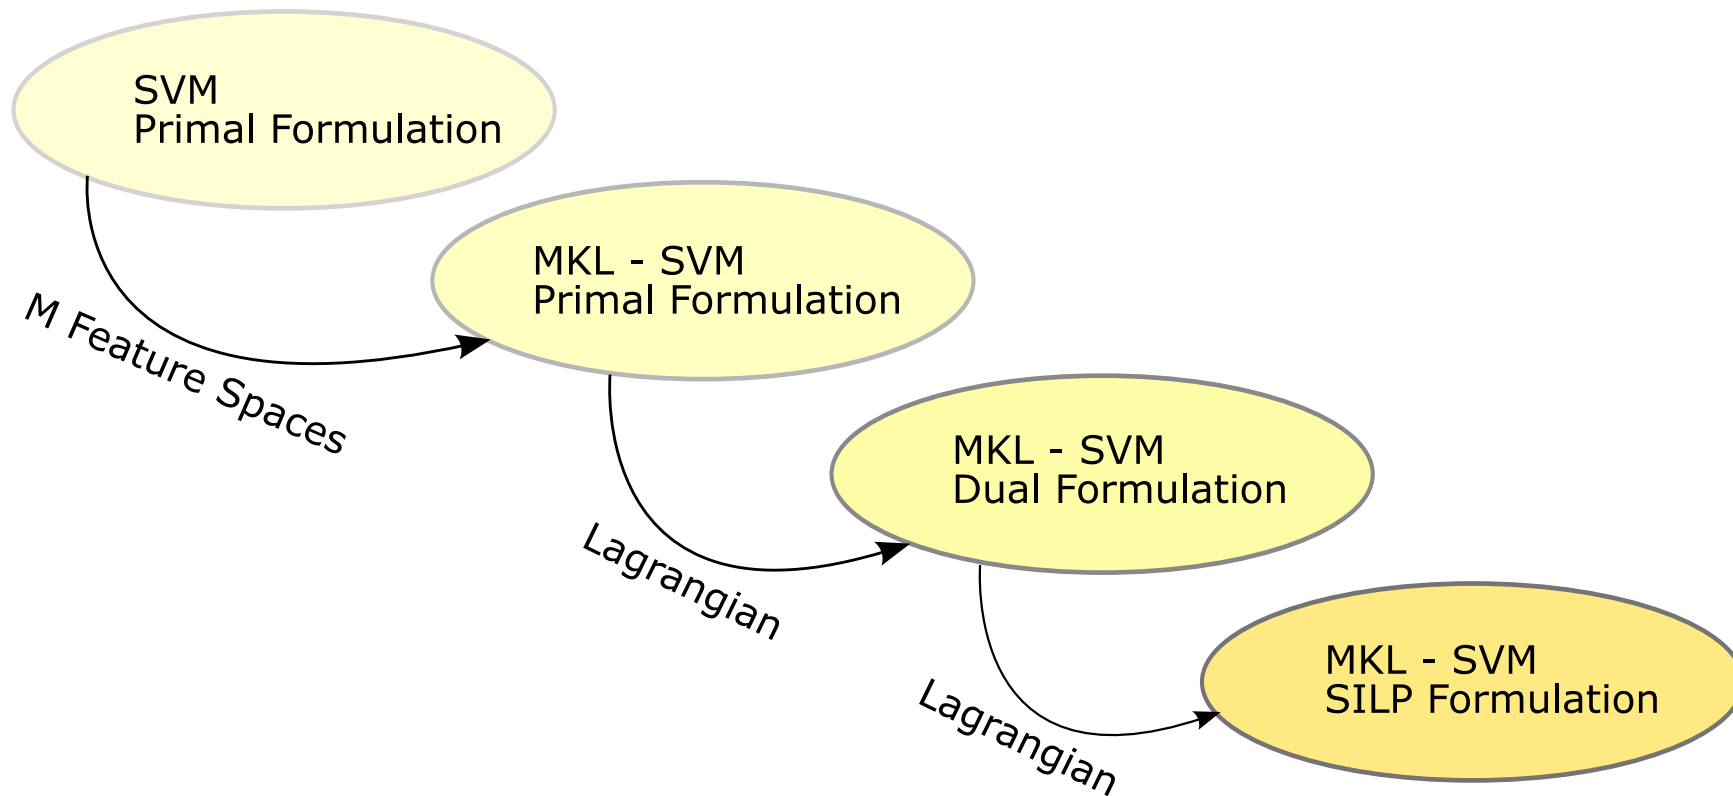 SVM
Primal Formulation
M Feature Spaces
MKL - SVM
Primal Formulation
Lagrangian
MKL - SVM
Dual Formulation
Lagrangian
MKL - SVM
SILP Formulation